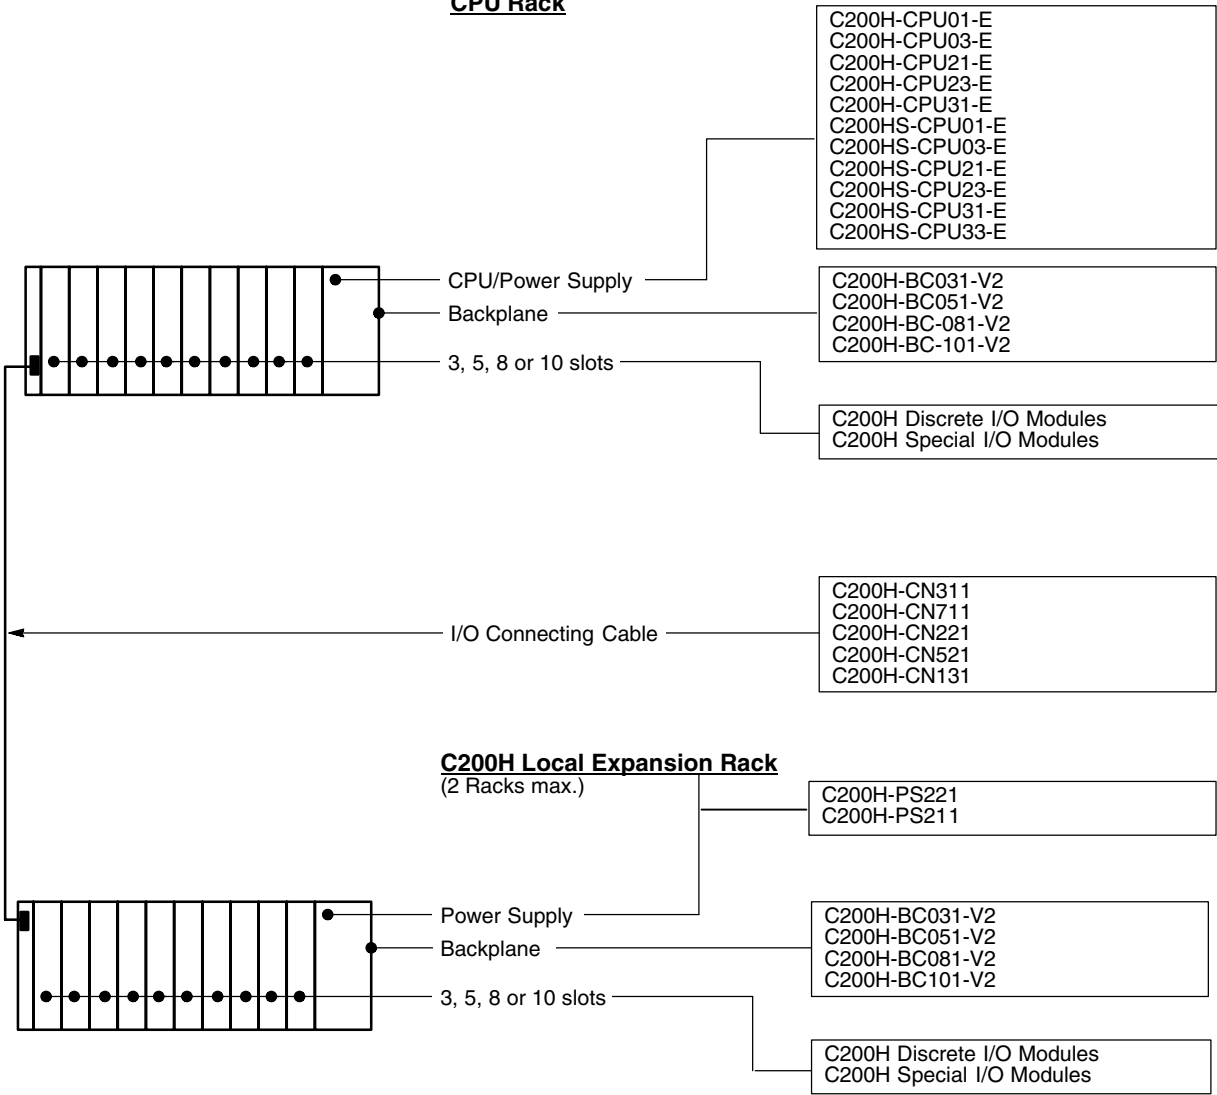 CPU Rack
C200H-CPU01-E
C200H-CPU03-E
C200H-CPU21-E
C200H-CPU23-E
C200H-CPU31-E
C200HS-CPU01-E
C200HS-CPU03-E
C200HS-CPU21-E
C200HS-CPU23-E
C200HS-CPU31-E
C200HS-CPU33-E
CPU/Power Supply
Backplane
3, 5, 8 or 10 slots
C200H-BC031-V2
C200H-BC051-V2
C200H-BC-081-V2
C200H-BC-101-V2
C200H Discrete I/O Modules
C200H Special I/O Modules
I/O Connecting Cable
C200H-CN311
C200H-CN711
C200H-CN221
C200H-CN521
C200H-CN131
C200H Local Expansion Rack
(2 Racks max.)
C200H-PS221
C200H-PS211
Power Supply
Backplane
3, 5, 8 or 10 slots
C200H-BC031-V2
C200H-BC051-V2
C200H-BC081-V2
C200H-BC101-V2
C200H Discrete I/O Modules
C200H Special I/O Modules